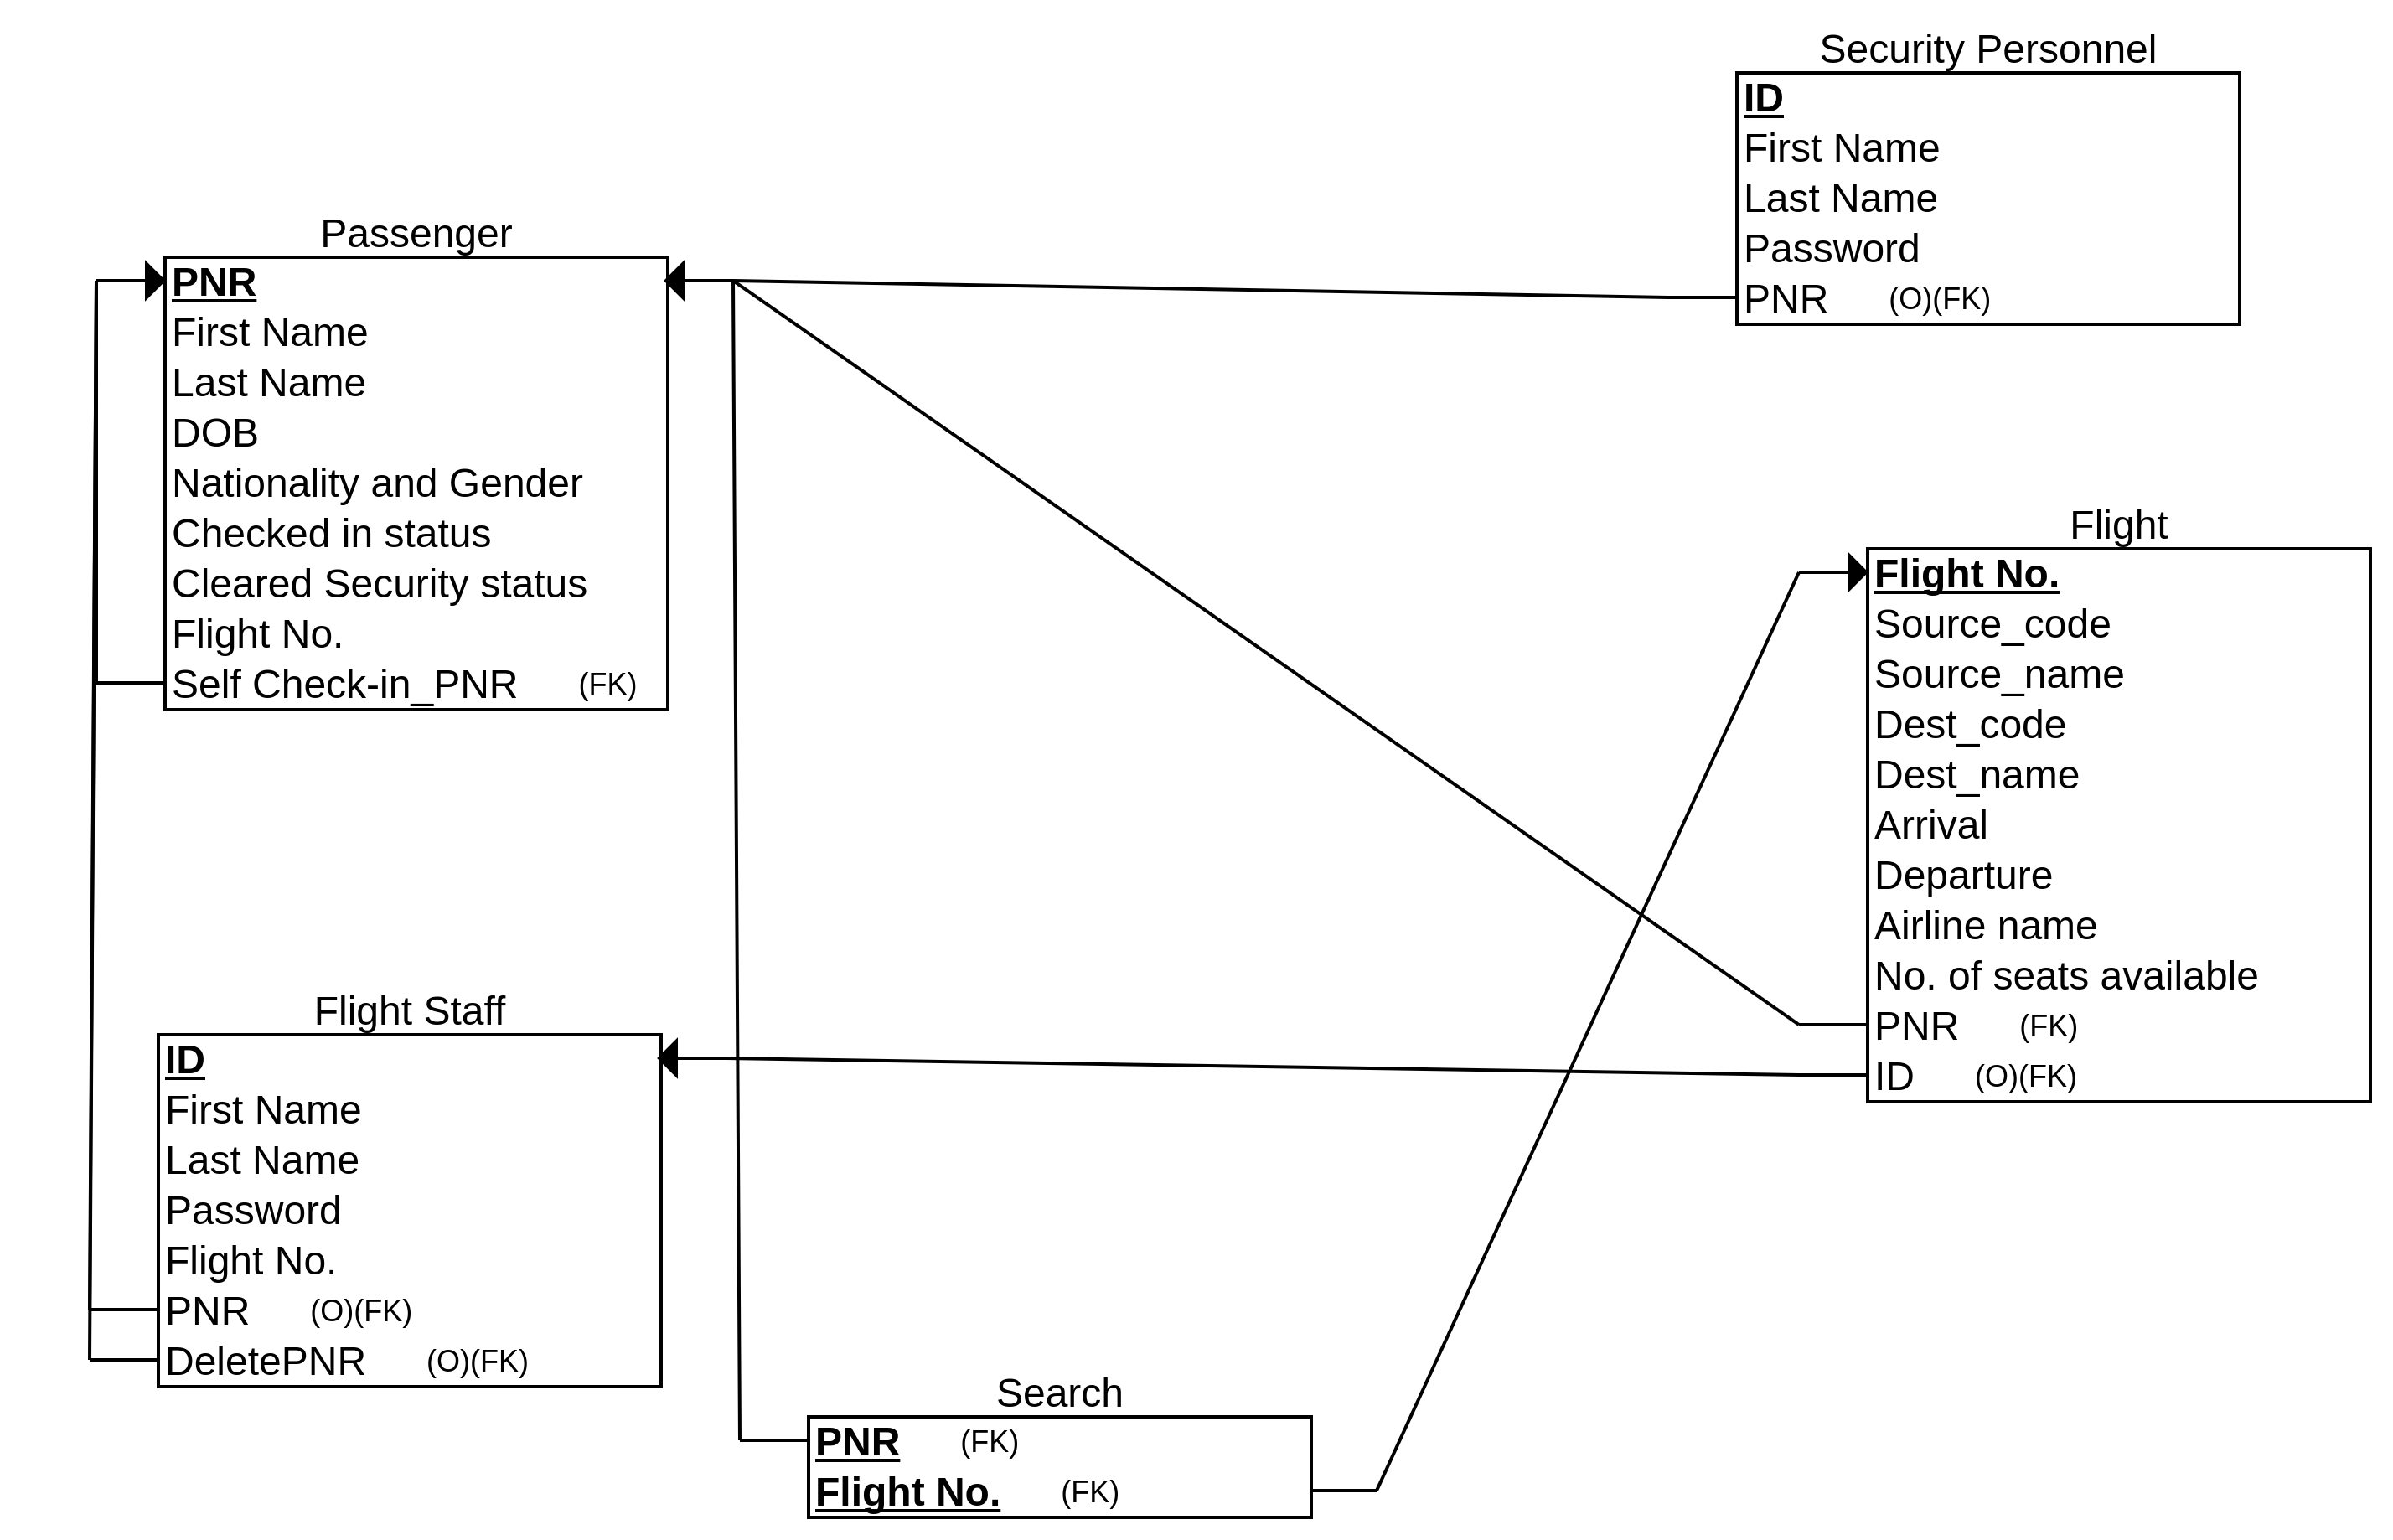 Security Personnel
ID
First Name
Last Name
Password
PNR (O)(FK)
Passenger
PNR
First Name
Last Name
DOB
Nationality and Gender
Checked in status
Cleared Security status
Flight No.
Self Check-in_PNR (FK)
Flight
Flight No.
Source_code
Source_name
Dest_code
Dest_name
Arrival
Departure
Airline name
No. of seats available
PNR (FK)
ID (O)(FK)
Flight Staff
ID
First Name
Last Name
Password
Flight No.
PNR (O)(FK)
DeletePNR (O)(FK)
Search
PNR (FK)
Flight No. (FK)